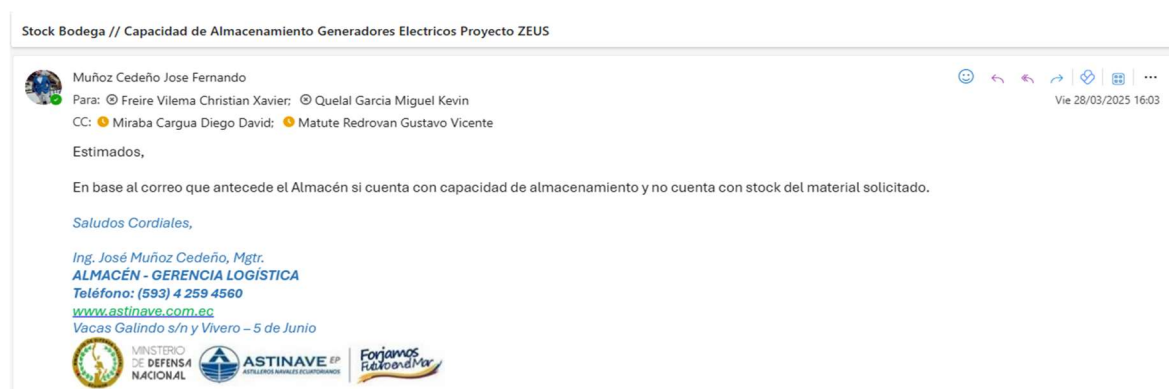 Stock Bodega // Capacidad de Almacenamiento Generadores Electricos Proyecto ZEUS
Muñoz Cedeño Jose Fernando
Para: Freire Vilema Christian Xavier; Quelal Garcia Miguel Kevin
Vie 28/03/2025 16:03
CC: Miraba Cargua Diego David; Matute Redrovan Gustavo Vicente
Estimados,
En base al correo que antecede el Almacén si cuenta con capacidad de almacenamiento y no cuenta con stock del material solicitado.
Saludos Cordiales,
Ing. José Muñoz Cedeño, Mgtr.
ALMACÉN - GERENCIA LOGÍSTICA
Teléfono: (593) 4 259 4560
www.astinave.com.ec
Vacas Galindo s/n y Vivero – 5 de Junio
MINISTERIO
DE DEFENSA
NACIONAL
ASTINAVE EP
ASTILLEROS NAVALES ECUATORIANOS
Forjamos
Futuro en el Mar